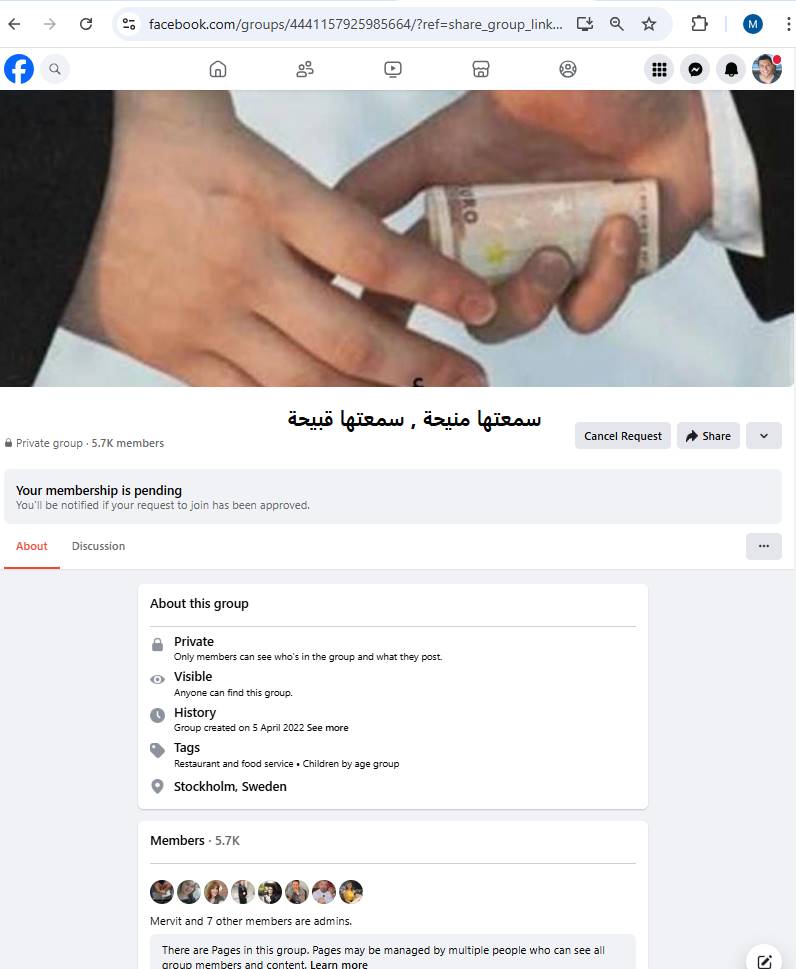 facebook.com/groups/4441157925985664/?ref=share_group_link...
M
EURO
سمعتها منيحة , سمعتها قبيحة
Private group · 5.7K members
Cancel Request
Share
Your membership is pending
You'll be notified if your request to join has been approved.
About
Discussion
About this group
Private
Only members can see who's in the group and what they post.
Visible
Anyone can find this group.
History
Group created on 5 April 2022 See more
Tags
Restaurant and food service • Children by age group
Stockholm, Sweden
Members · 5.7K
Mervit and 7 other members are admins.
There are Pages in this group. Pages may be managed by multiple people who can see all
group members and content. Learn more